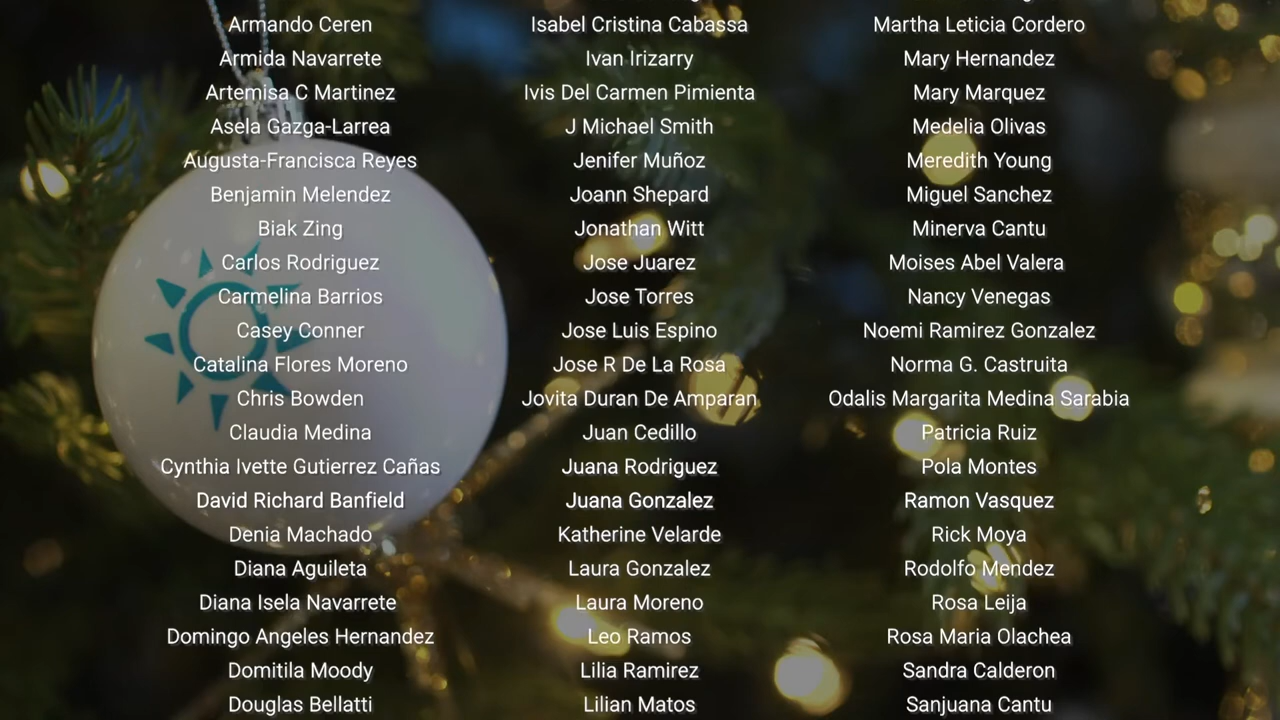 Armando Ceren
Armida Navarrete
Artemisa C Martinez
Asela Gazga-Larrea
Augusta-Francisca Reyes
Benjamin Melendez
Biak Zing
Carlos Rodriguez
Carmelina Barrios
Casey Conner
Catalina Flores Moreno
Chris Bowden
Claudia Medina
Cynthia Ivette Gutierrez Cañas
David Richard Banfield
Denia Machado
Diana Aguileta
Diana Isela Navarrete
Domingo Angeles Hernandez
Domitila Moody
Douglas Bellatti
Isabel Cristina Cabassa
Ivan Irizarry
Ivis Del Carmen Pimienta
J Michael Smith
Jenifer Muñoz
Joann Shepard
Jonathan Witt
Jose Juarez
Jose Torres
Jose Luis Espino
Jose R De La Rosa
Jovita Duran De Amparan
Juan Cedillo
Juana Rodriguez
Juana Gonzalez
Katherine Velarde
Laura Gonzalez
Laura Moreno
Leo Ramos
Lilia Ramirez
Lilian Matos
Martha Leticia Cordero
Mary Hernandez
Mary Marquez
Medelia Olivas
Meredith Young
Miguel Sanchez
Minerva Cantu
Moises Abel Valera
Nancy Venegas
Noemi Ramirez Gonzalez
Norma G. Castruita
Odalis Margarita Medina Sarabia
Patricia Ruiz
Pola Montes
Ramon Vasquez
Rick Moya
Rodolfo Mendez
Rosa Leija
Rosa Maria Olachea
Sandra Calderon
Sanjuana Cantu